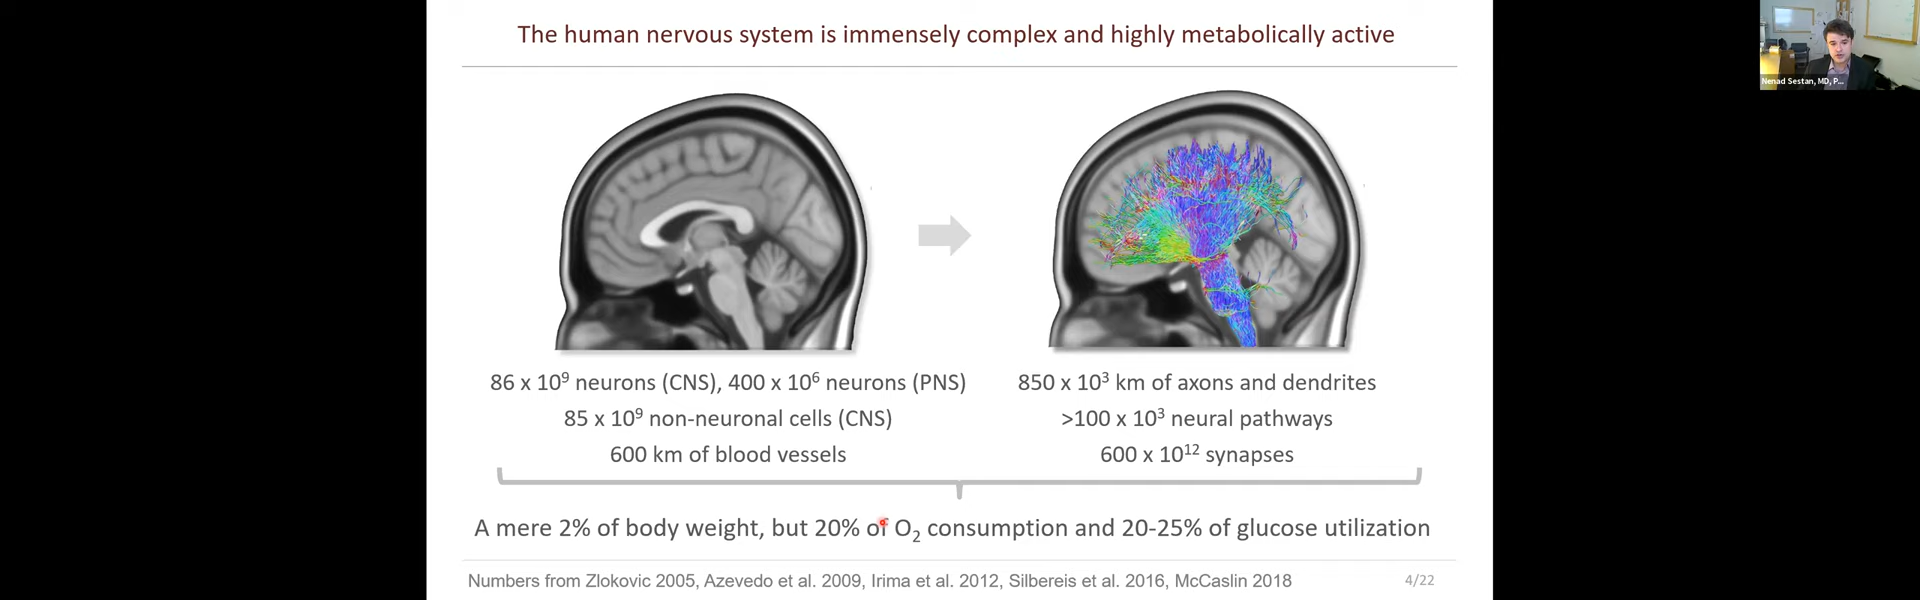 The human nervous system is immensely complex and highly metabolically active
Nenad Sestan, MD, P...
86 x 10⁹ neurons (CNS), 400 x 10⁶ neurons (PNS)
85 x 10⁹ non-neuronal cells (CNS)
600 km of blood vessels
850 x 10³ km of axons and dendrites
>100 x 10³ neural pathways
600 x 10¹² synapses
A mere 2% of body weight, but 20% of O₂ consumption and 20-25% of glucose utilization
Numbers from Zlokovic 2005, Azevedo et al. 2009, Irima et al. 2012, Silbereis et al. 2016, McCaslin 2018
4/22